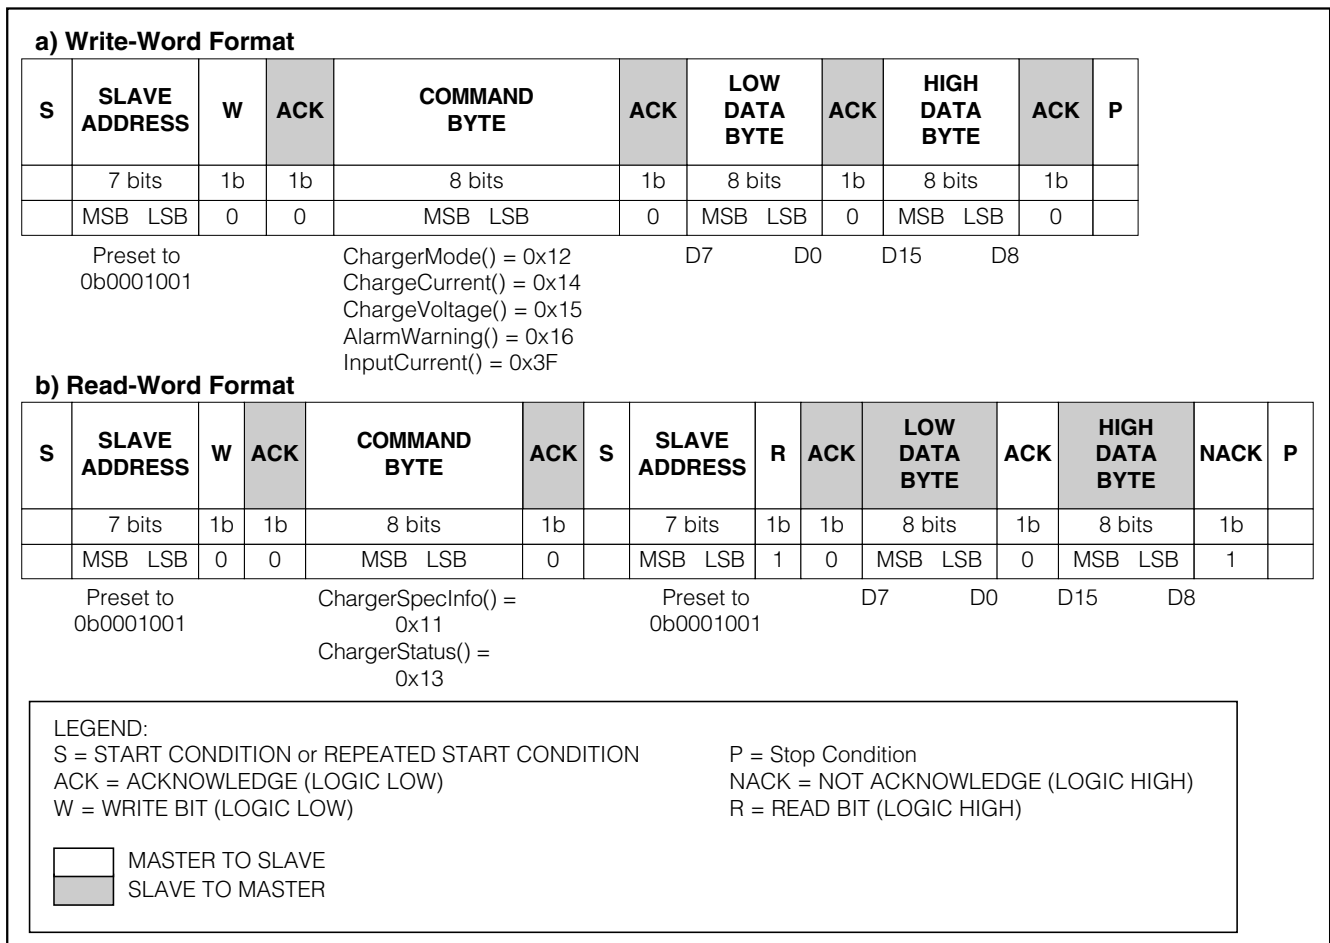 a) Write-Word Format
S SLAVE ADDRESS W ACK COMMAND BYTE ACK LOW DATA BYTE ACK HIGH DATA BYTE ACK P
7 bits 1b 1b 8 bits 1b 8 bits 1b 8 bits 1b
MSB LSB 0 0 MSB LSB 0 MSB LSB 0 MSB LSB 0
Preset to 0b0001001
ChargerMode() = 0x12
ChargeCurrent() = 0x14
ChargeVoltage() = 0x15
AlarmWarning() = 0x16
InputCurrent() = 0x3F
D7 D0 D15 D8
b) Read-Word Format
S SLAVE ADDRESS W ACK COMMAND BYTE ACK S SLAVE ADDRESS R ACK LOW DATA BYTE ACK HIGH DATA BYTE NACK P
7 bits 1b 1b 8 bits 1b 7 bits 1b 1b 8 bits 1b 8 bits 1b
MSB LSB 0 0 MSB LSB 0 MSB LSB 1 0 MSB LSB 0 MSB LSB 1
Preset to 0b0001001
ChargerSpecInfo() =
0x11
ChargerStatus() =
0x13
Preset to 0b0001001
D7 D0 D15 D8
LEGEND:
S = START CONDITION or REPEATED START CONDITION
ACK = ACKNOWLEDGE (LOGIC LOW)
W = WRITE BIT (LOGIC LOW)
P = Stop Condition
NACK = NOT ACKNOWLEDGE (LOGIC HIGH)
R = READ BIT (LOGIC HIGH)
MASTER TO SLAVE
SLAVE TO MASTER